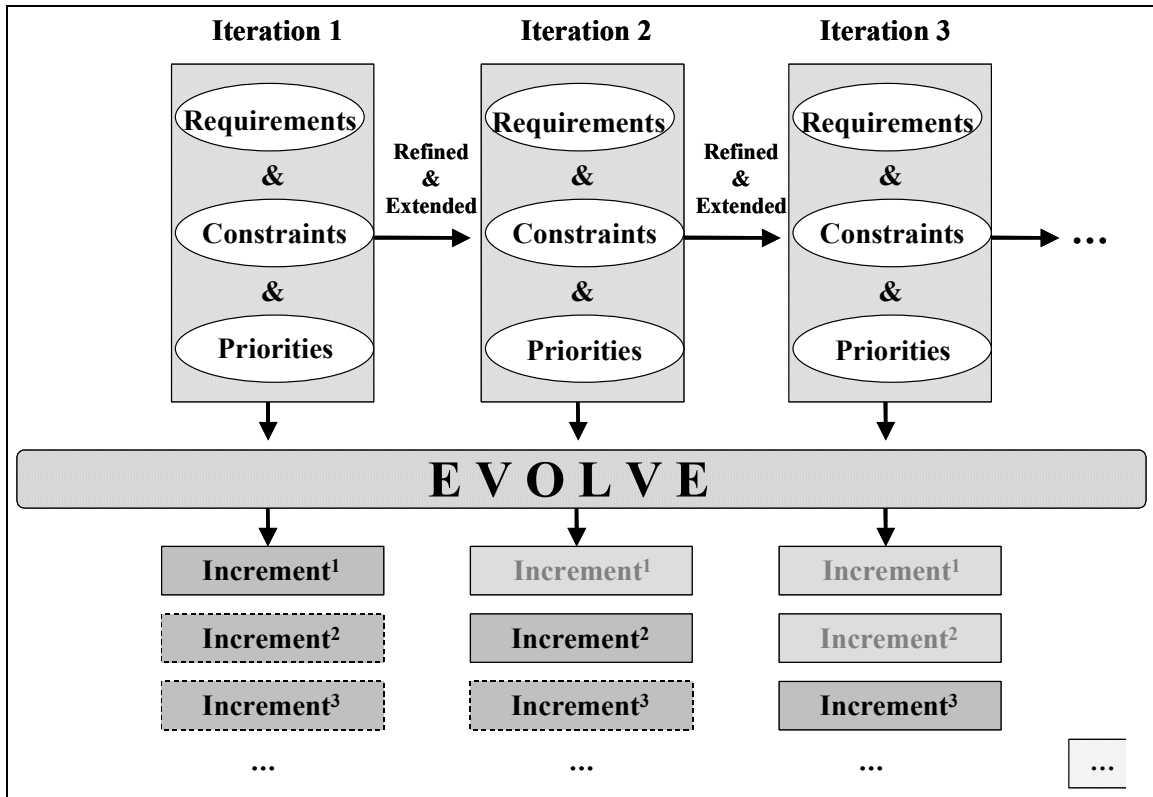 Iteration 1
Iteration 2
Iteration 3
Requirements
&
Constraints
&
Priorities
Refined
&
Extended
Requirements
&
Constraints
&
Priorities
Refined
&
Extended
Requirements
&
Constraints
&
Priorities
...
E V O L V E
Increment¹
Increment²
Increment³
...
Increment¹
Increment²
Increment³
...
Increment¹
Increment²
Increment³
...
...